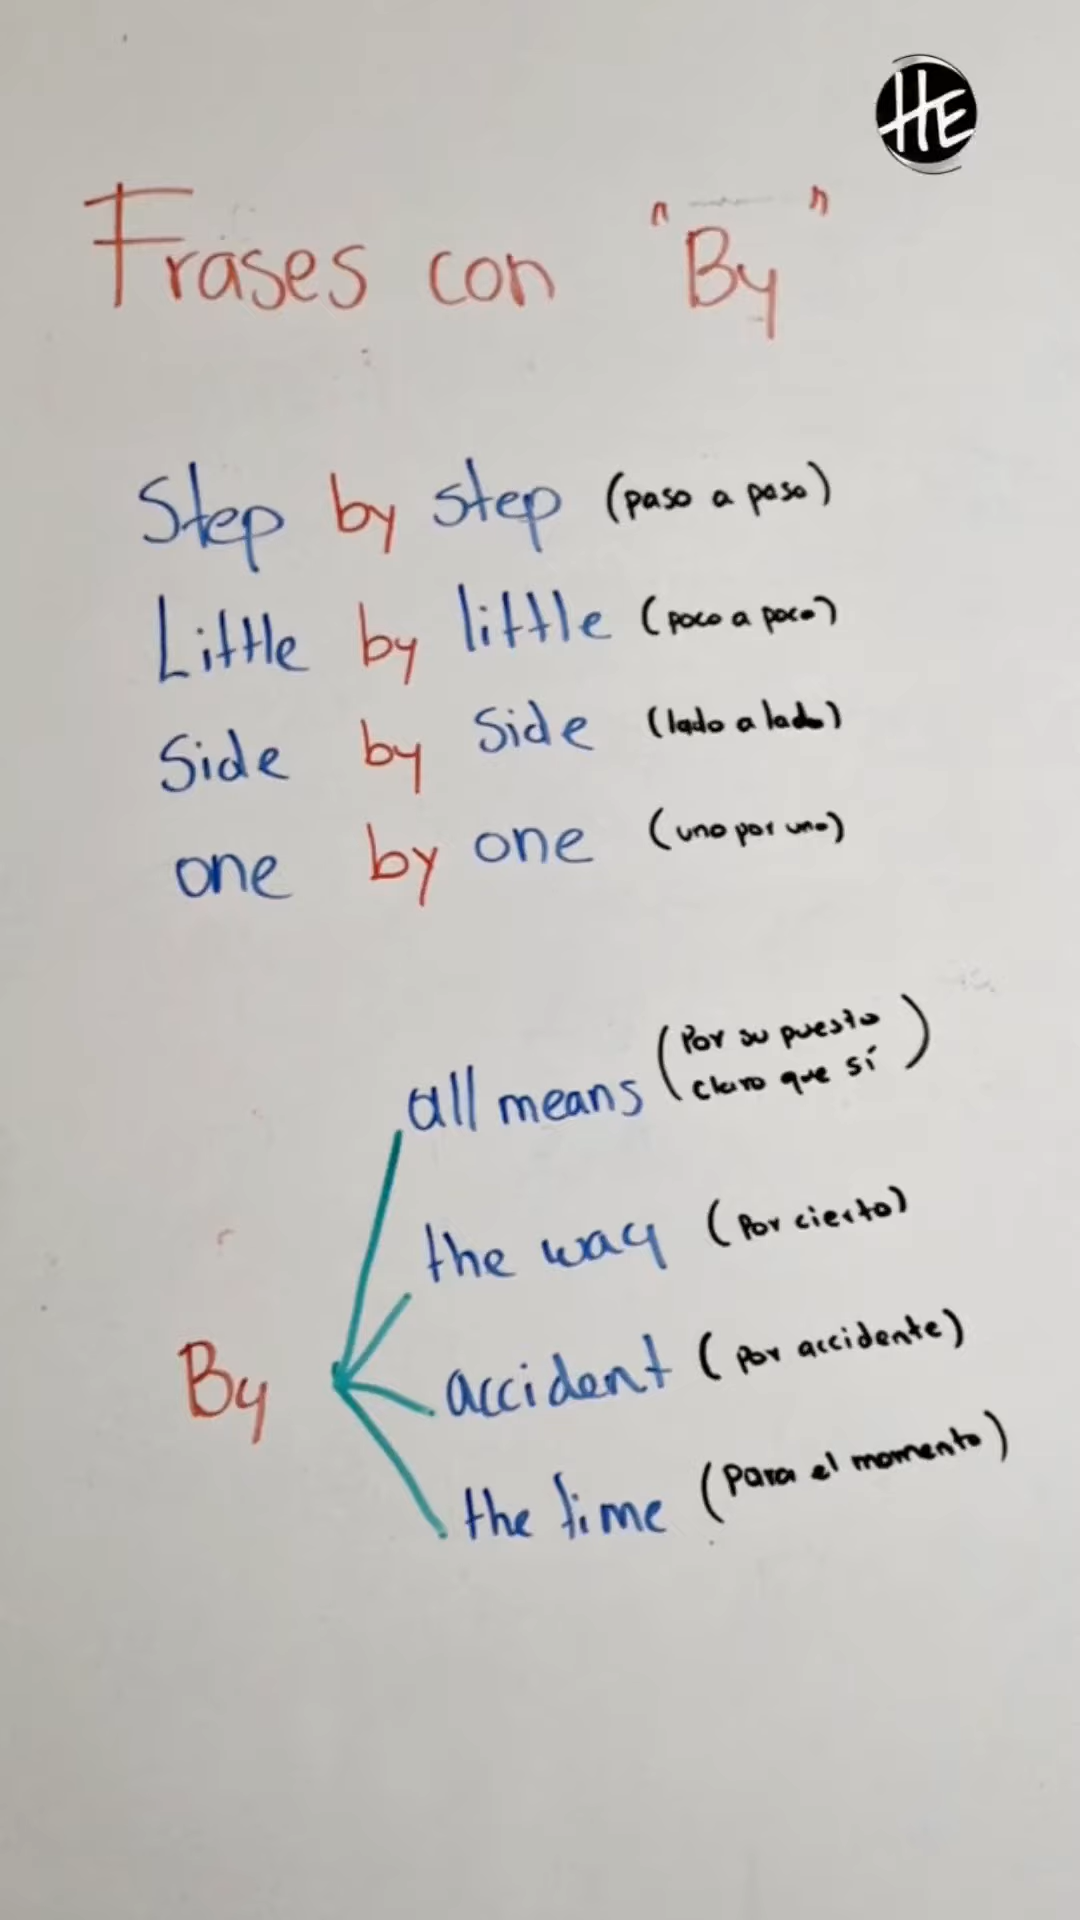 HE
Frases con "By"
Step by step (paso a paso)
Little by little (poco a poco)
Side by side (lado a lado)
one by one (uno por uno)
all means (Por su puesto
claro que sí)
the way (Por cierto)
By
accident (por accidente)
the time (Para el momento)